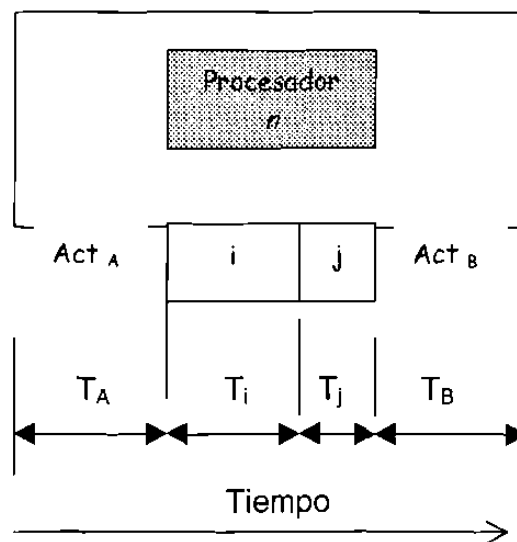 Procesador
n
Act A i j Act B
TA Ti Tj TB
Tiempo